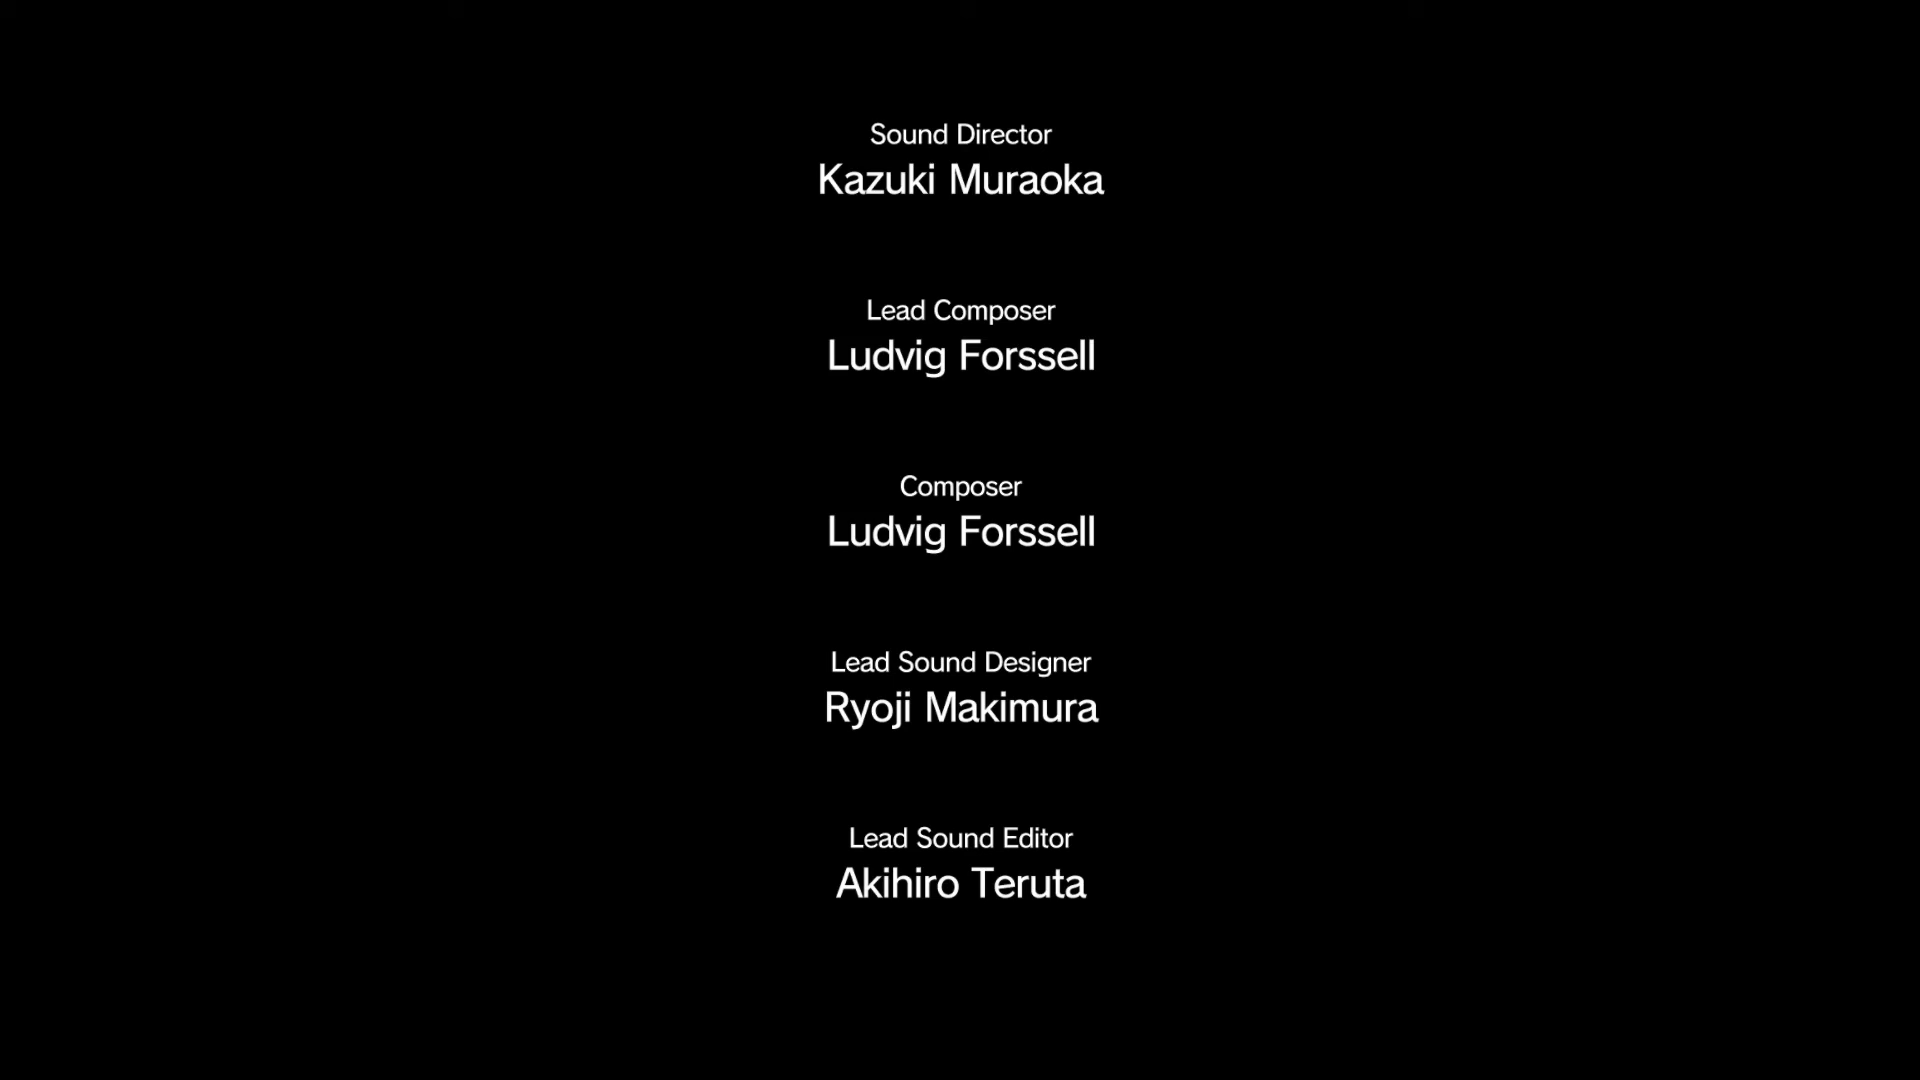 Sound Director
Kazuki Muraoka
Lead Composer
Ludvig Forssell
Composer
Ludvig Forssell
Lead Sound Designer
Ryoji Makimura
Lead Sound Editor
Akihiro Teruta